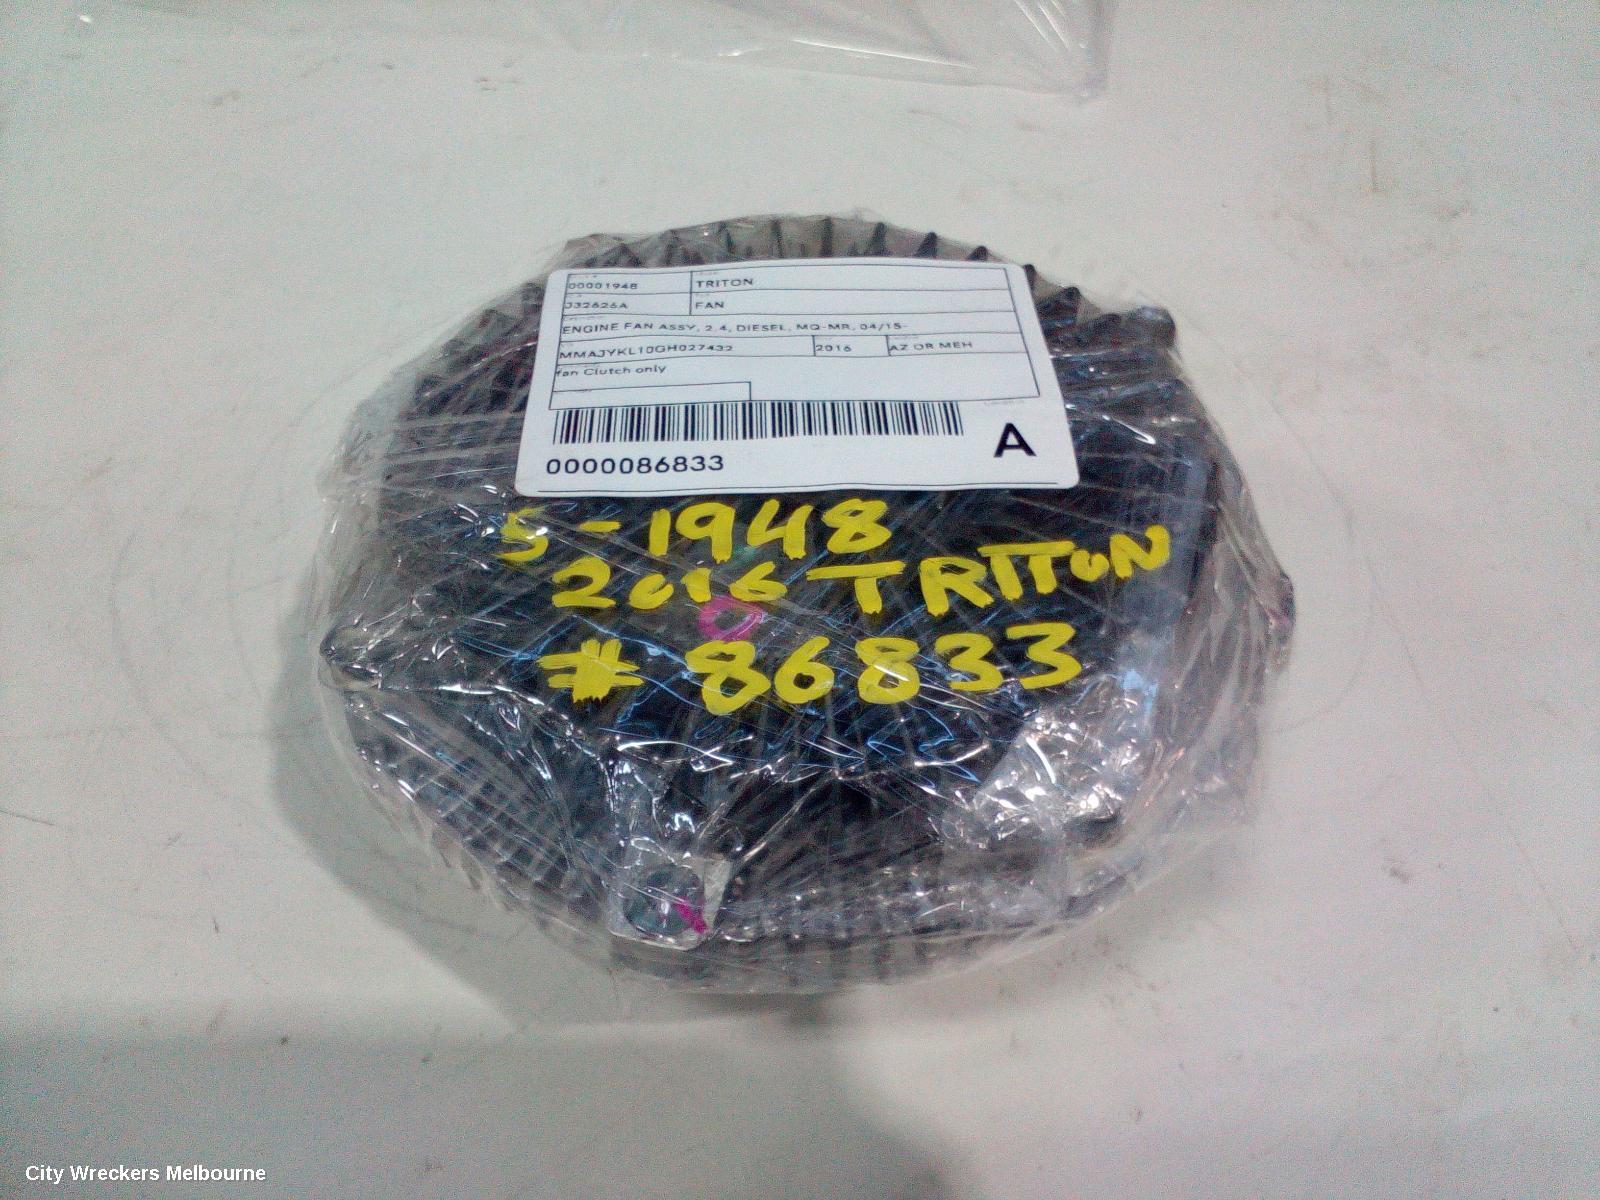 00001948 TRITON
J32626A FAN
ENGINE FAN ASSY, 2.4, DIESEL, MQ-MR, 04/15-
MMAJYKL10GH027432 2016 AZ OR MEH
fan Clutch only
A
0000086833
S-1948
2016 TRITON
# 86833
City Wreckers Melbourne